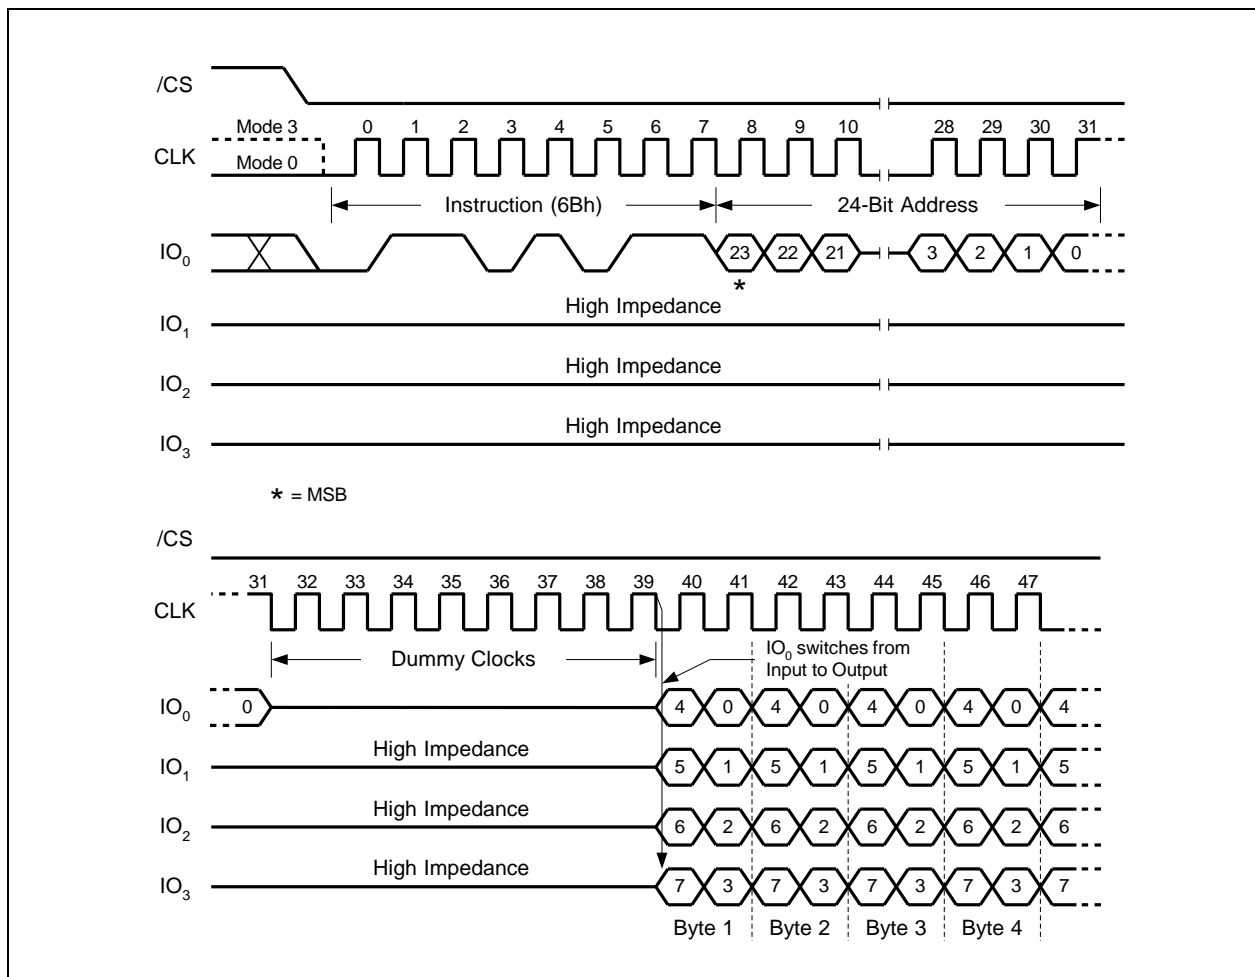 /CS
Mode 3 0 1 2 3 4 5 6 7 8 9 10 28 29 30 31
CLK Mode 0
Instruction (6Bh) 24-Bit Address
IO0 23 22 21 3 2 1 0
*
High Impedance
IO1
High Impedance
IO2
High Impedance
IO3
* = MSB
/CS
31 32 33 34 35 36 37 38 39 40 41 42 43 44 45 46 47
CLK
IO0 switches from
Dummy Clocks Input to Output
IO0 0 4 0 4 0 4 0 4 0 4
High Impedance
IO1 5 1 5 1 5 1 5 1 5
High Impedance
IO2 6 2 6 2 6 2 6 2 6
High Impedance
IO3 7 3 7 3 7 3 7 3 7
Byte 1 Byte 2 Byte 3 Byte 4